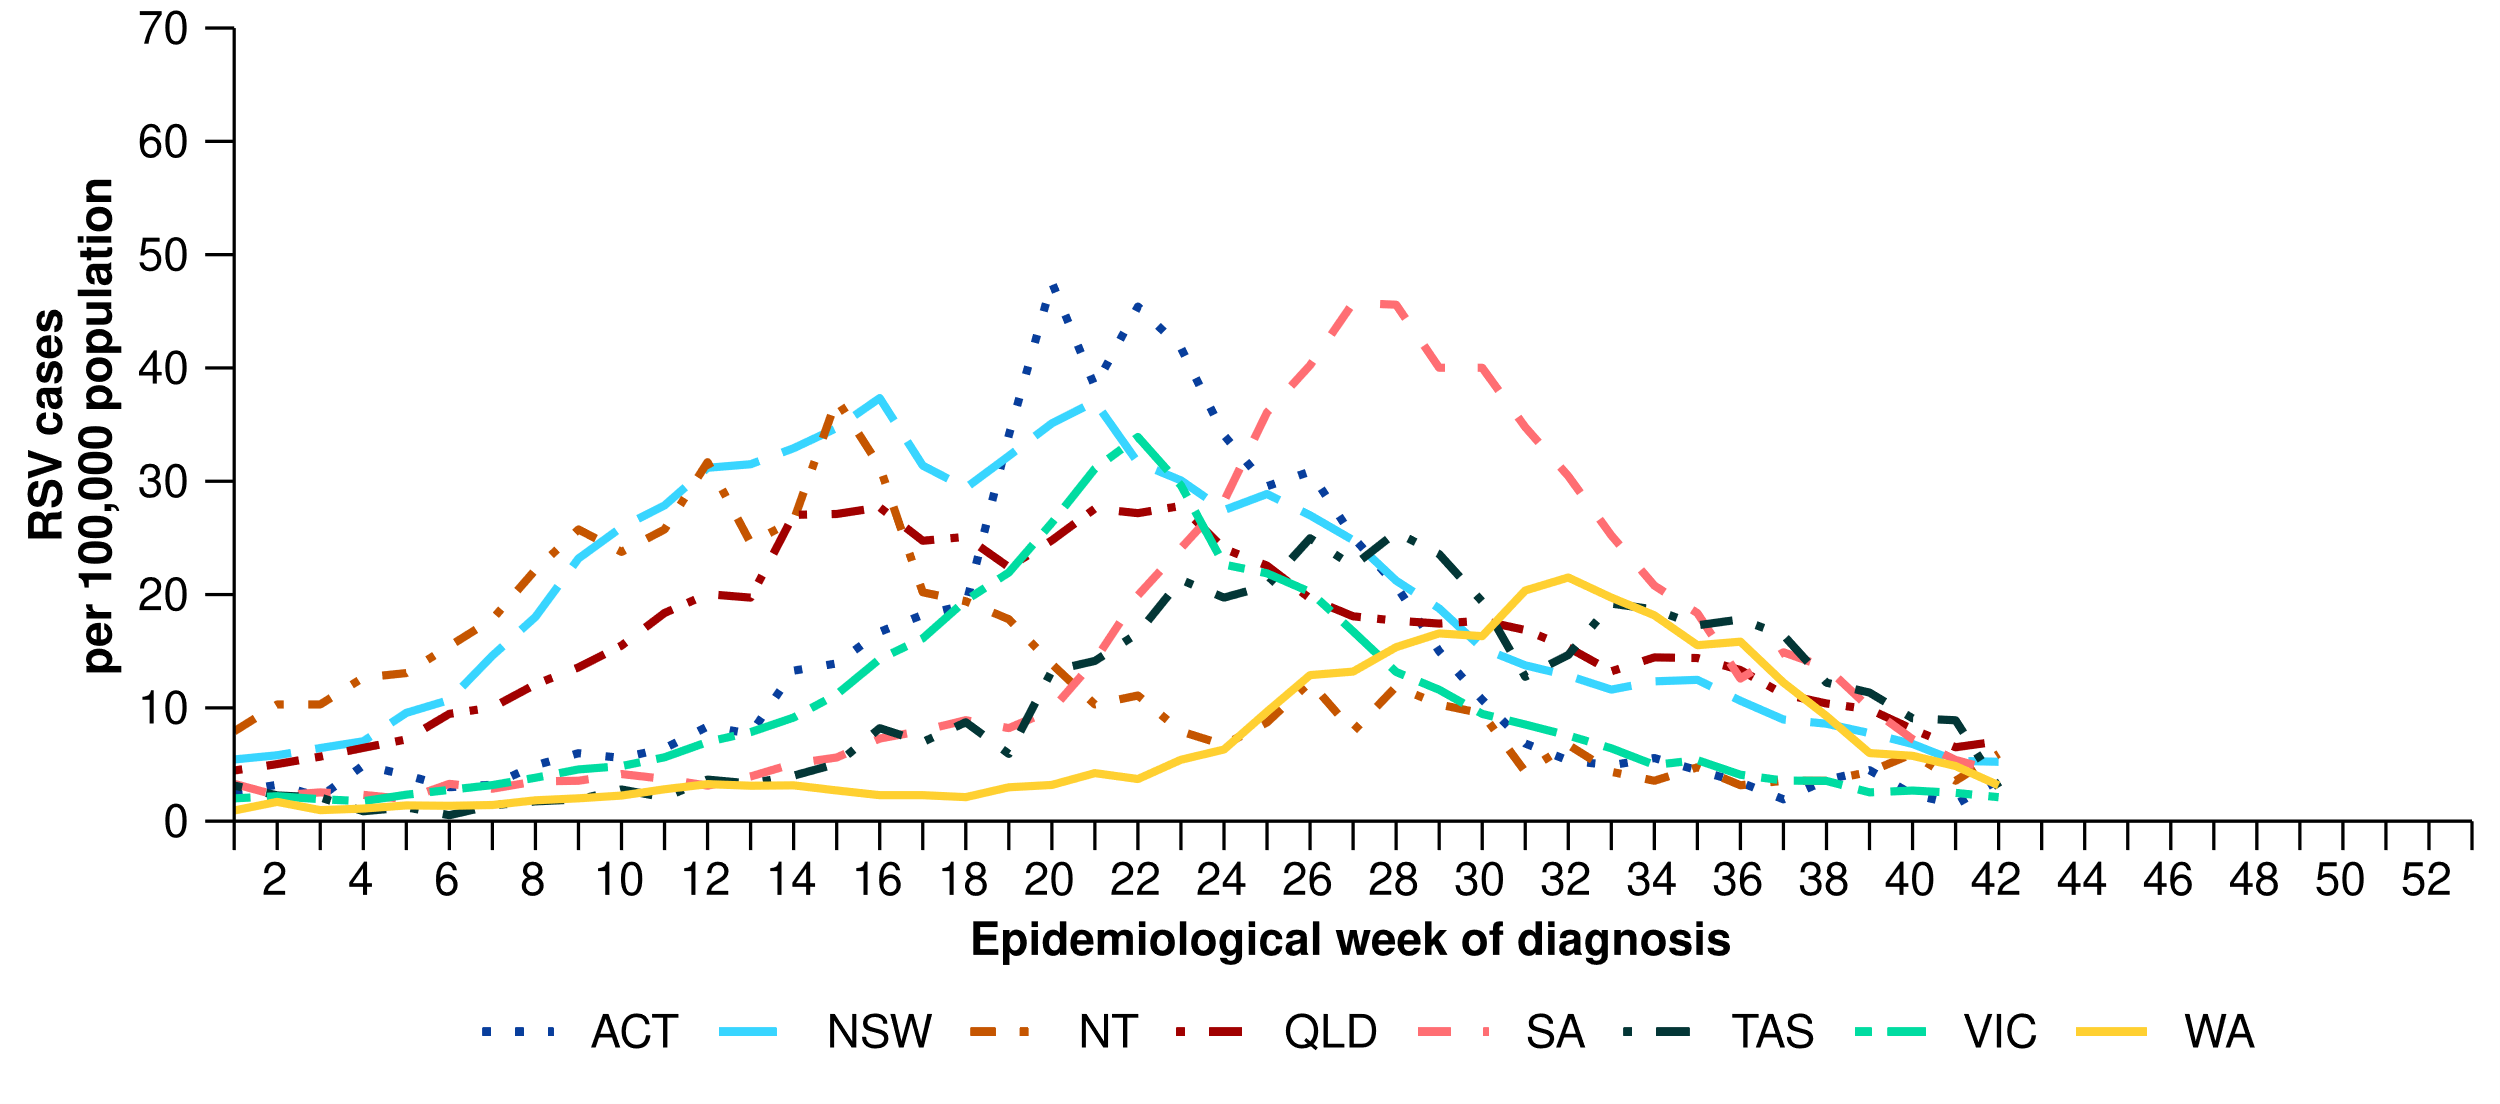 70
60
50
40
30
20
10
0
RSV cases
per 100,000 population
2 4 6 8 10 12 14 16 18 20 22 24 26 28 30 32 34 36 38 40 42 44 46 48 50 52
Epidemiological week of diagnosis
ACT NSW NT QLD SA TAS VIC WA